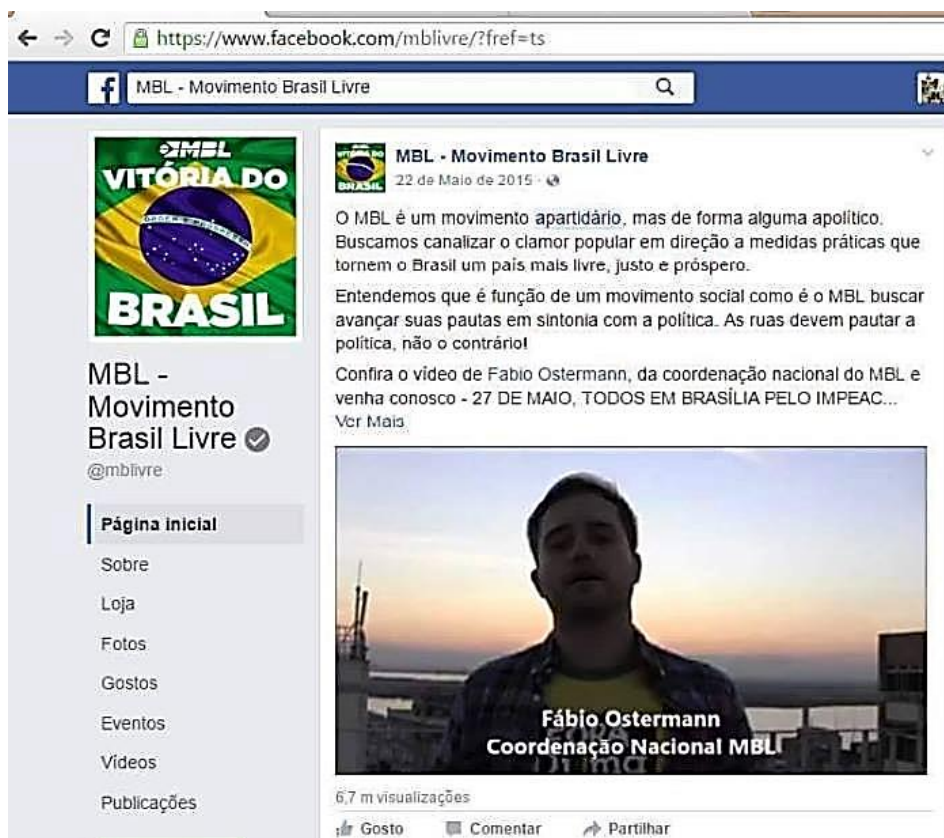 https://www.facebook.com/mblivre/?fref=ts
MBL - Movimento Brasil Livre
MBL
VITÓRIA DO
BRASIL
MBL -
Movimento
Brasil Livre
@mblivre
Página inicial
Sobre
Loja
Fotos
Gostos
Eventos
Vídeos
Publicações
VITÓRIA DO
BRASIL
MBL - Movimento Brasil Livre
22 de Maio de 2015 ·
O MBL é um movimento apartidário, mas de forma alguma apolítico.
Buscamos canalizar o clamor popular em direção a medidas práticas que
tornem o Brasil um país mais livre, justo e próspero.
Entendemos que é função de um movimento social como é o MBL buscar
avançar suas pautas em sintonia com a política. As ruas devem pautar a
política, não o contrário!
Confira o vídeo de Fabio Ostermann, da coordenação nacional do MBL e
venha conosco - 27 DE MAIO, TODOS EM BRASÍLIA PELO IMPEAC...
Ver Mais
Fábio Ostermann
Coordenação Nacional MBL
6,7 m visualizações
Gosto
Comentar
Partilhar